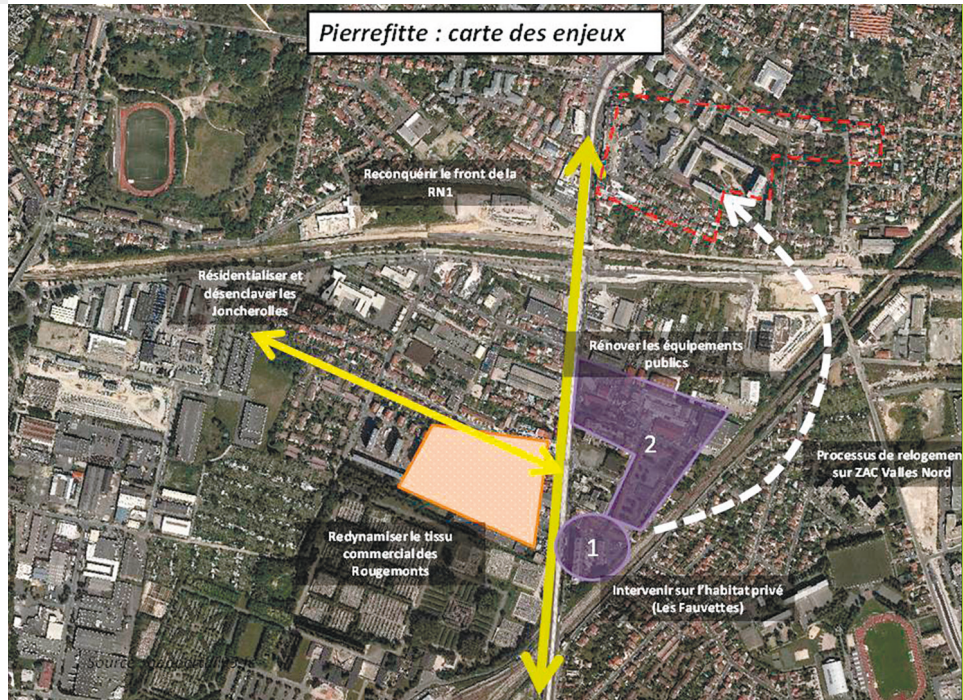 Pierrefitte : carte des enjeux
Reconquérir le front de la
RN1
Résidentialiser et
désenclaver les
Joncherolles
Rénover les équipements
publics
2
Processus de relogemen
sur ZAC Valles Nord
Redynamiser le tissu
commercial des
Rougemonts
1
Intervenir sur l'habitat privé
(Les Fauvettes)
Source